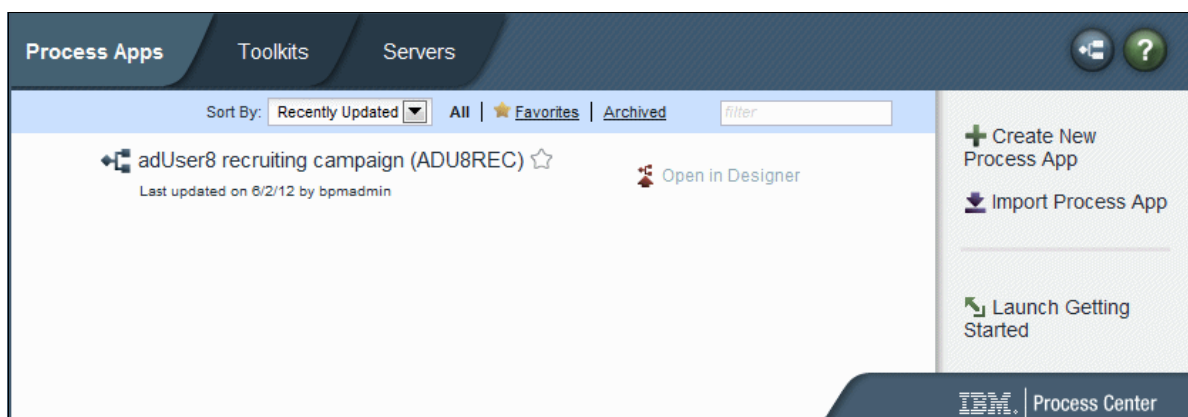 Process Apps Toolkits Servers ?
Sort By: Recently Updated All | Favorites | Archived filter
adUser8 recruiting campaign (ADU8REC)
Open in Designer
Last updated on 6/2/12 by bpmadmin
Create New
Process App
Import Process App
Launch Getting
Started
IBM. | Process Center